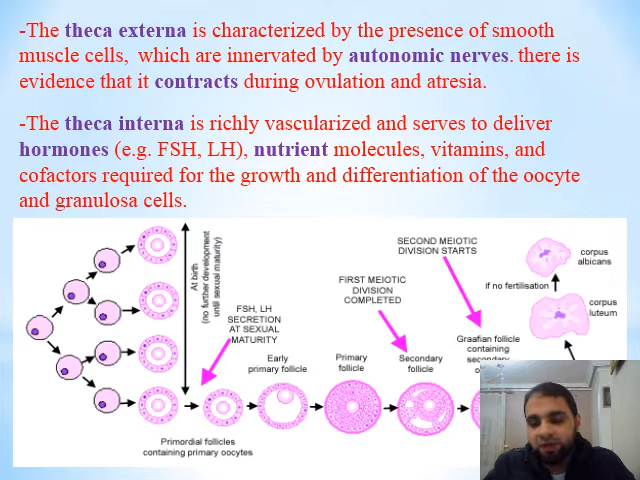 -The theca externa is characterized by the presence of smooth
muscle cells, which are innervated by autonomic nerves. there is
evidence that it contracts during ovulation and atresia.
-The theca interna is richly vascularized and serves to deliver
hormones (e.g. FSH, LH), nutrient molecules, vitamins, and
cofactors required for the growth and differentiation of the oocyte
and granulosa cells.
At birth
(no further development
until sexual maturity)
FSH, LH
SECRETION
AT SEXUAL
MATURITY
FIRST MEIOTIC
DIVISION
COMPLETED
SECOND MEIOTIC
DIVISION STARTS
corpus
albicans
if no fertilisation
corpus
luteum
Early
primary follicle
Primary
follicle
Secondary
follicle
Graafian follicle
containing
secondary
Primordial follicles
containing primary oocytes